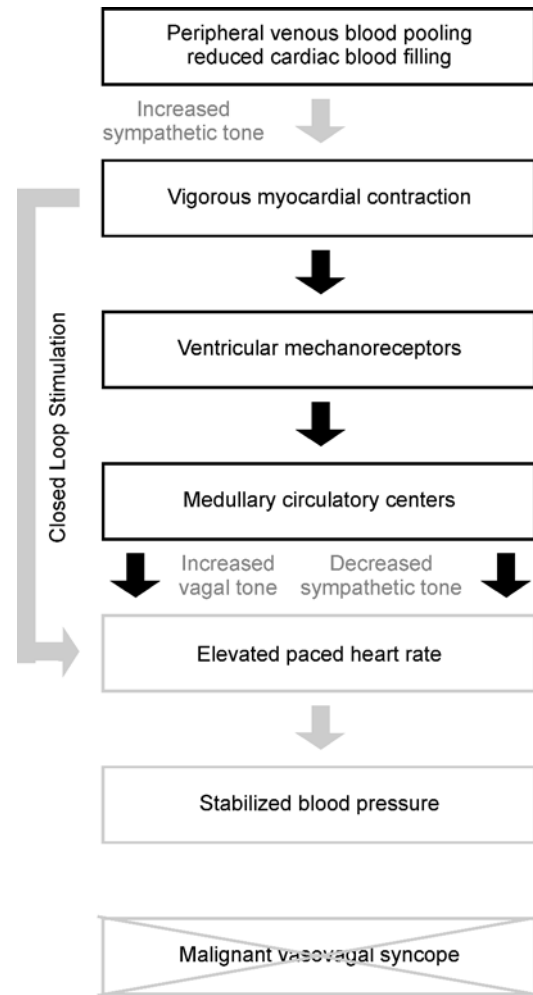 Peripheral venous blood pooling
reduced cardiac blood filling
Increased
sympathetic tone
Vigorous myocardial contraction
Closed Loop Stimulation
Ventricular mechanoreceptors
Medullary circulatory centers
Increased
vagal tone
Decreased
sympathetic tone
Elevated paced heart rate
Stabilized blood pressure
Malignant vasovagal syncope